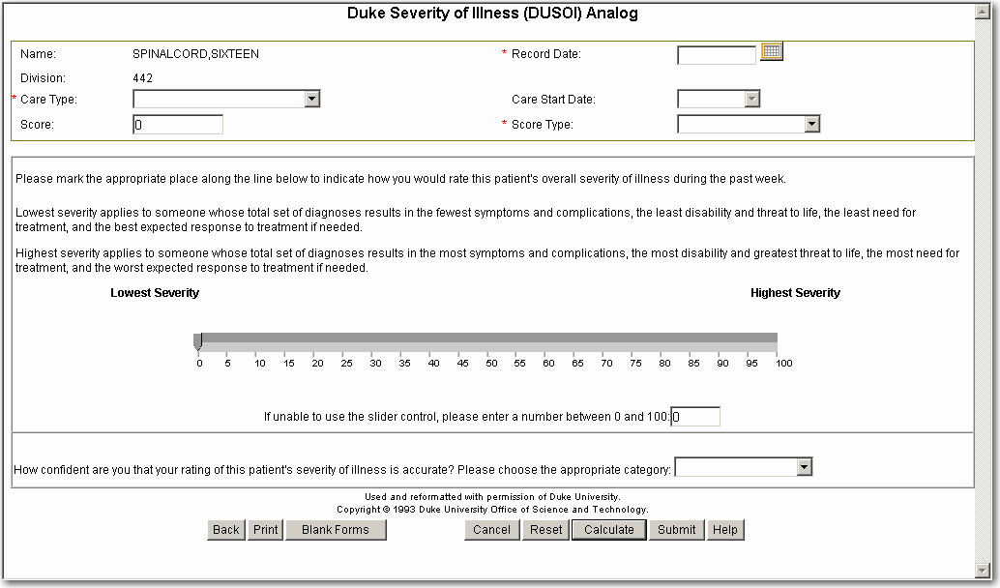 Duke Severity of Illness (DUSOI) Analog
Name: SPINALCORD,SIXTEEN * Record Date:
Division: 442
* Care Type: Care Start Date:
Score: 0 * Score Type:
Please mark the appropriate place along the line below to indicate how you would rate this patient's overall severity of illness during the past week.
Lowest severity applies to someone whose total set of diagnoses results in the fewest symptoms and complications, the least disability and threat to life, the least need for
treatment, and the best expected response to treatment if needed.
Highest severity applies to someone whose total set of diagnoses results in the most symptoms and complications, the most disability and greatest threat to life, the most need for
treatment, and the worst expected response to treatment if needed.
Lowest Severity Highest Severity
0 5 10 15 20 25 30 35 40 45 50 55 60 65 70 75 80 85 90 95 100
If unable to use the slider control, please enter a number between 0 and 100: 0
How confident are you that your rating of this patient's severity of illness is accurate? Please choose the appropriate category:
Used and reformatted with permission of Duke University.
Copyright © 1993 Duke University Office of Science and Technology.
Back Print Blank Forms Cancel Reset Calculate Submit Help